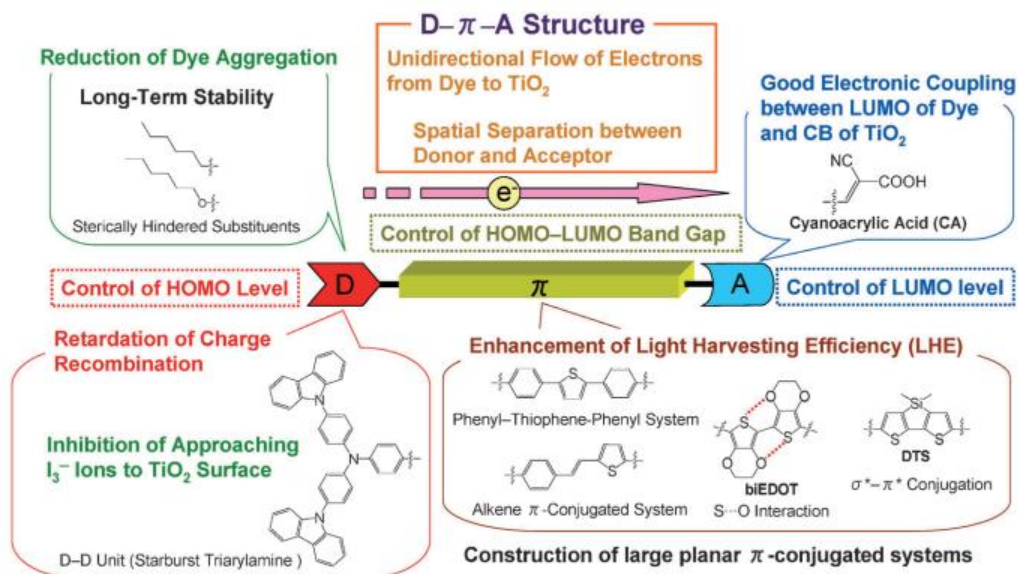 D–π–A Structure
Reduction of Dye Aggregation
Long-Term Stability
O
Sterically Hindered Substituents
Unidirectional Flow of Electrons
from Dye to TiO2
Spatial Separation between
Donor and Acceptor
e-
Good Electronic Coupling
between LUMO of Dye
and CB of TiO2
NC
COOH
Cyanoacrylic Acid (CA)
Control of HOMO–LUMO Band Gap
Control of HOMO Level
D
π
A
Control of LUMO level
Retardation of Charge
Recombination
Inhibition of Approaching
I3− Ions to TiO2 Surface
N
N
N
D–D Unit (Starburst Triarylamine )
Enhancement of Light Harvesting Efficiency (LHE)
S
Phenyl–Thiophene-Phenyl System
S
Alkene π-Conjugated System
O
O
S
S
O
O
biEDOT
S···O Interaction
Si
S
S
DTS
σ*–π* Conjugation
Construction of large planar π-conjugated systems